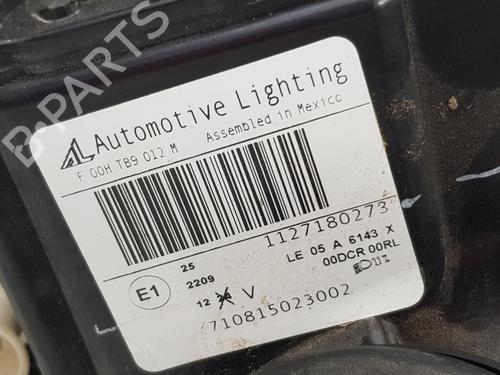 B-PARTS
AL Automotive Lighting
F 00H TB9 012 M
Assembled in Mexico
1127180273
E1
25
2209
12 V
LE 05 A 6143 X
00DCR 00RL
710815023002